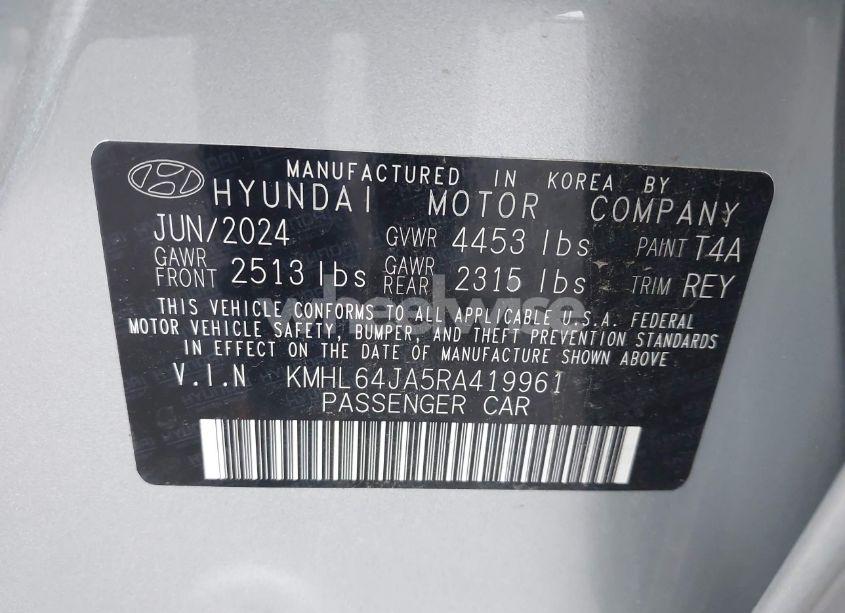 MANUFACTURED IN KOREA BY
HYUNDAI MOTOR COMPANY
JUN/2024 GVWR 4453 lbs PAINT T4A
GAWR FRONT 2513 lbs GAWR REAR 2315 lbs TRIM REY
THIS VEHICLE CONFORMS TO ALL APPLICABLE U.S.A. FEDERAL
MOTOR VEHICLE SAFETY, BUMPER, AND THEFT PREVENTION STANDARDS
IN EFFECT ON THE DATE OF MANUFACTURE SHOWN ABOVE.
V.I.N KMHL64JA5RA419961
PASSENGER CAR
wheelwise